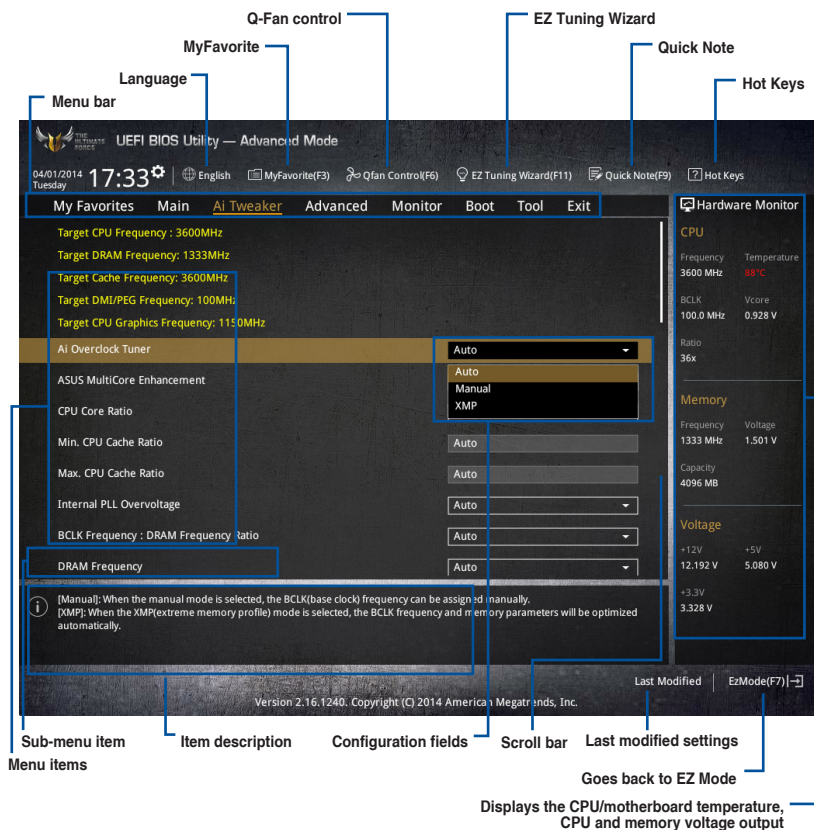 Q-Fan control
EZ Tuning Wizard
MyFavorite
Quick Note
Language
Hot Keys
Menu bar
THE ULTIMATE FORCE
UEFI BIOS Utility — Advanced Mode
04/01/2014
Tuesday
17:33
English
MyFavorite(F3)
Qfan Control(F6)
EZ Tuning Wizard(F11)
Quick Note(F9)
? Hot Keys
My Favorites Main Ai Tweaker Advanced Monitor Boot Tool Exit
Hardware Monitor
Target CPU Frequency : 3600MHz
Target DRAM Frequency: 1333MHz
Target Cache Frequency: 3600MHz
Target DMI/PEG Frequency: 100MHz
Target CPU Graphics Frequency: 1150MHz
Ai Overclock Tuner Auto
Auto
Manual
XMP
ASUS MultiCore Enhancement
CPU Core Ratio
Min. CPU Cache Ratio Auto
Max. CPU Cache Ratio Auto
Internal PLL Overvoltage Auto
BCLK Frequency : DRAM Frequency Ratio Auto
DRAM Frequency Auto
CPU
Frequency Temperature
3600 MHz 88°C
BCLK Vcore
100.0 MHz 0.928 V
Ratio
36x
Memory
Frequency Voltage
1333 MHz 1.501 V
Capacity
4096 MB
Voltage
+12V +5V
12.192 V 5.080 V
+3.3V
3.328 V
[Manual]: When the manual mode is selected, the BCLK(base clock) frequency can be assigned manually.
[XMP]: When the XMP(extreme memory profile) mode is selected, the BCLK frequency and memory parameters will be optimized
automatically.
Last Modified
EzMode(F7)
Version 2.16.1240. Copyright (C) 2014 American Megatrends, Inc.
Sub-menu item
Item description
Configuration fields
Scroll bar
Last modified settings
Menu items
Goes back to EZ Mode
Displays the CPU/motherboard temperature,
CPU and memory voltage output